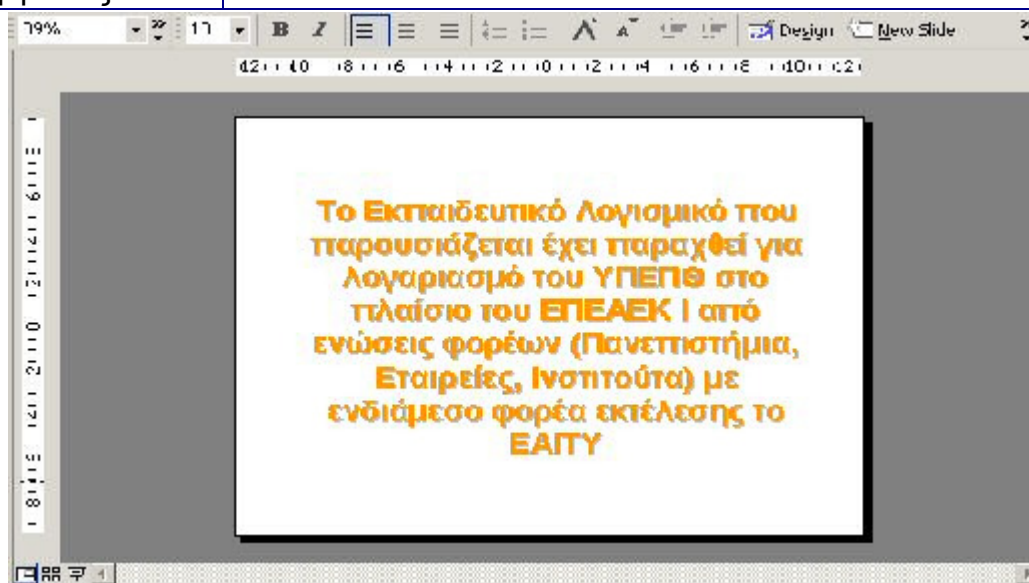 79%
B I Design New Slide
Το Εκπαιδευτικό Λογισμικό που
παρουσιάζεται έχει παραχθεί για
λογαριασμό του ΥΠΕΠΘ στο
πλαίσιο του ΕΠΕΑΕΚ Ι από
ενώσεις φορέων (Πανεπιστήμια,
Εταιρείες, Ινστιτούτα) με
ενδιάμεσο φορέα εκτέλεσης το
ΕΑΙΤΥ